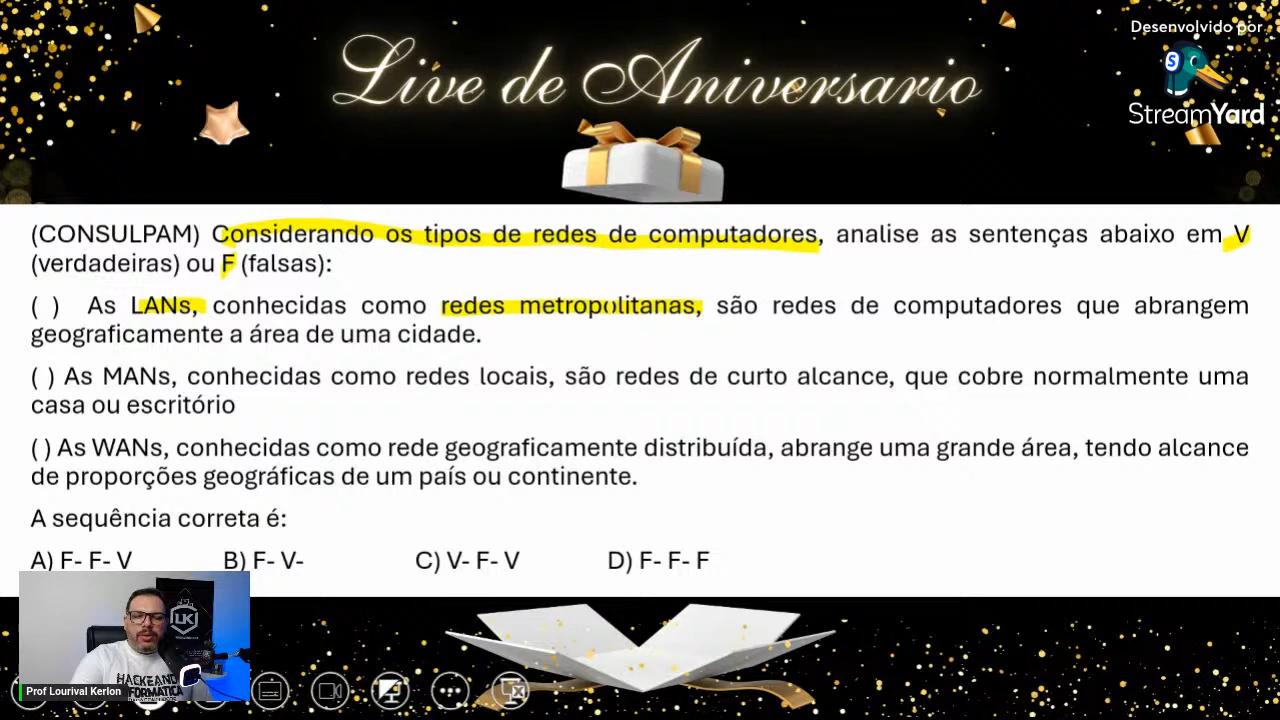 Desenvolvido por
StreamYard
Live de Aniversario
(CONSULPAM) Considerando os tipos de redes de computadores, analise as sentenças abaixo em V
(verdadeiras) ou F (falsas):
( ) As LANs, conhecidas como redes metropolitanas, são redes de computadores que abrangem
geograficamente a área de uma cidade.
( ) As MANs, conhecidas como redes locais, são redes de curto alcance, que cobre normalmente uma
casa ou escritório
( ) As WANs, conhecidas como rede geograficamente distribuída, abrange uma grande área, tendo alcance
de proporções geográficas de um país ou continente.
A sequência correta é:
A) F- F- V B) F- V- C) V- F- V D) F- F- F
LK
HACKEANDO
INFORMÁTICA
Prof Lourival Kerlon